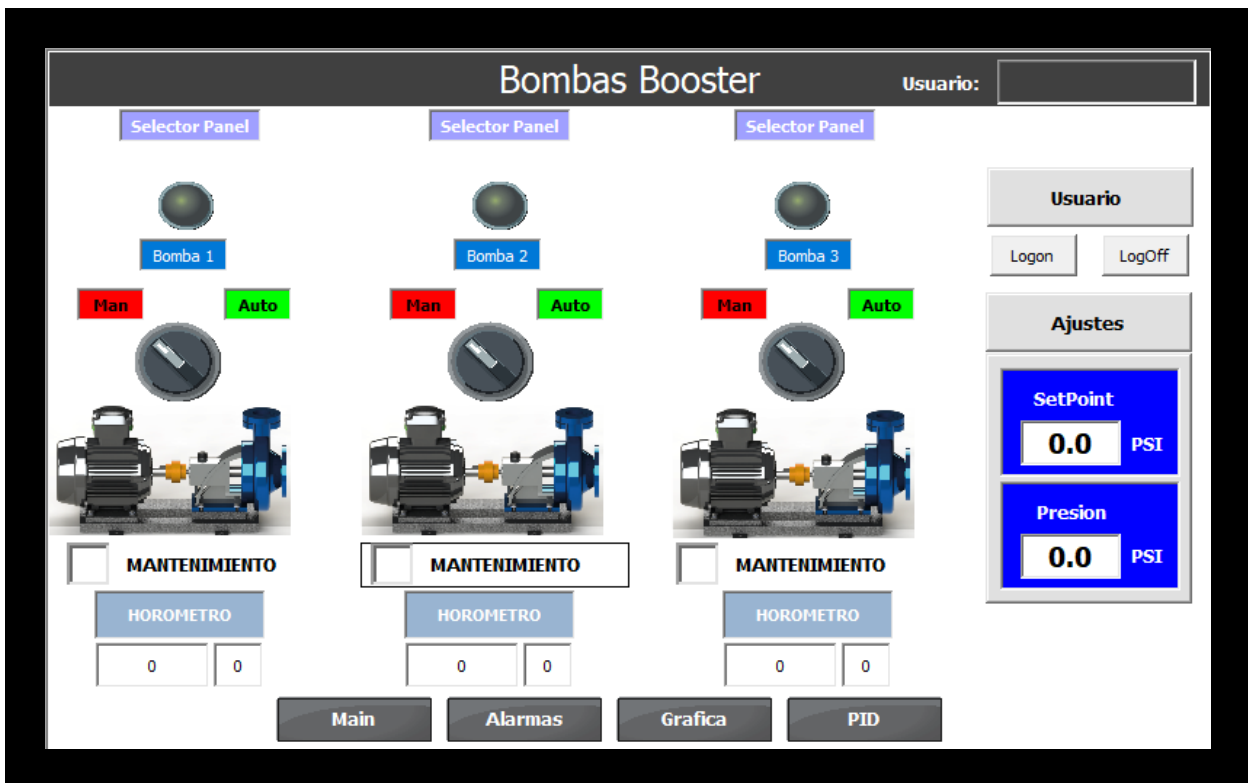 Bombas Booster Usuario:
Selector Panel Selector Panel Selector Panel
Usuario
Bomba 1 Bomba 2 Bomba 3
Logon LogOff
Man Auto Man Auto Man Auto
Ajustes
SetPoint
0.0 PSI
Presion
0.0 PSI
MANTENIMIENTO MANTENIMIENTO MANTENIMIENTO
HOROMETRO HOROMETRO HOROMETRO
0 0 0 0 0 0
Main Alarmas Grafica PID